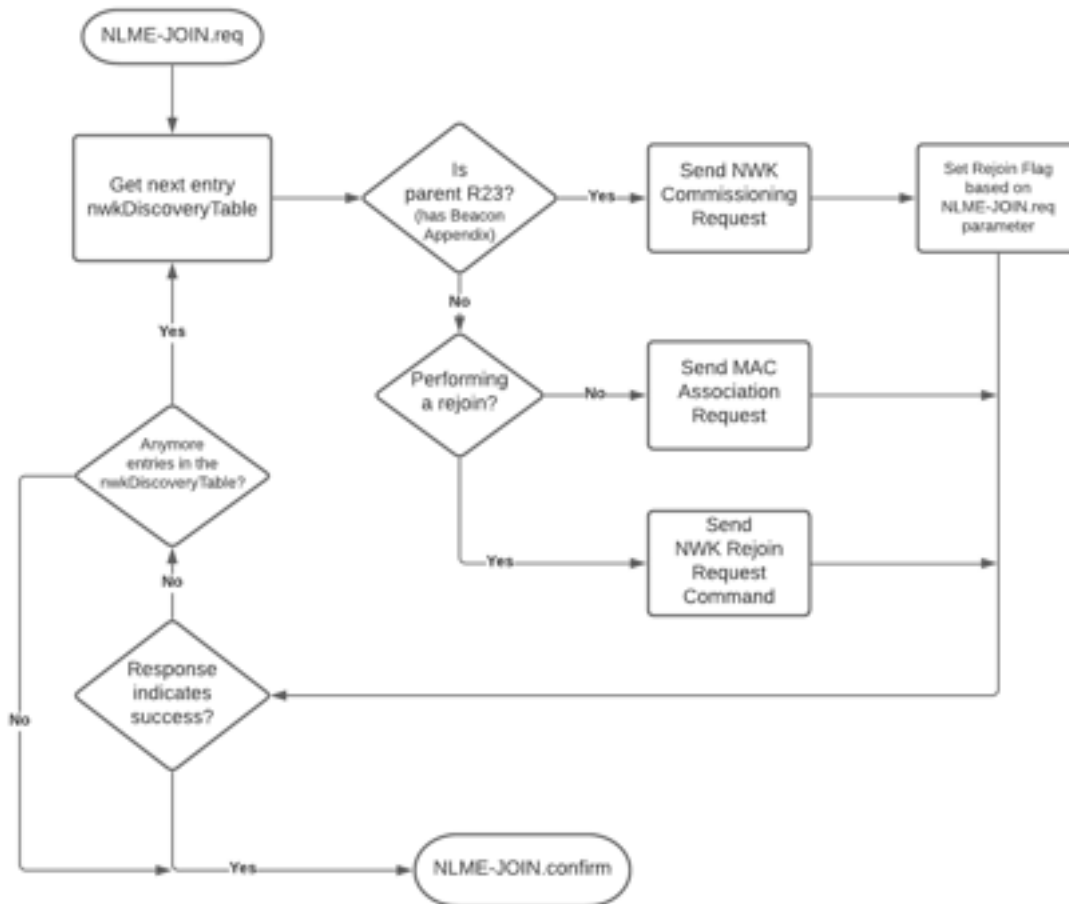 NLME-JOIN.req
Get next entry
nwkDiscoveryTable
Is
parent R23?
(has Beacon
Appendix)
Yes
Send NWK
Commissioning
Request
Set Rejoin Flag
based on
NLME-JOIN.req
parameter
No
Yes
Performing
a rejoin?
No
Send MAC
Association
Request
Anymore
entries in the
nwkDiscoveryTable?
Yes
Send
NWK Rejoin
Request
Command
No
Response
indicates
success?
No
Yes
NLME-JOIN.confirm